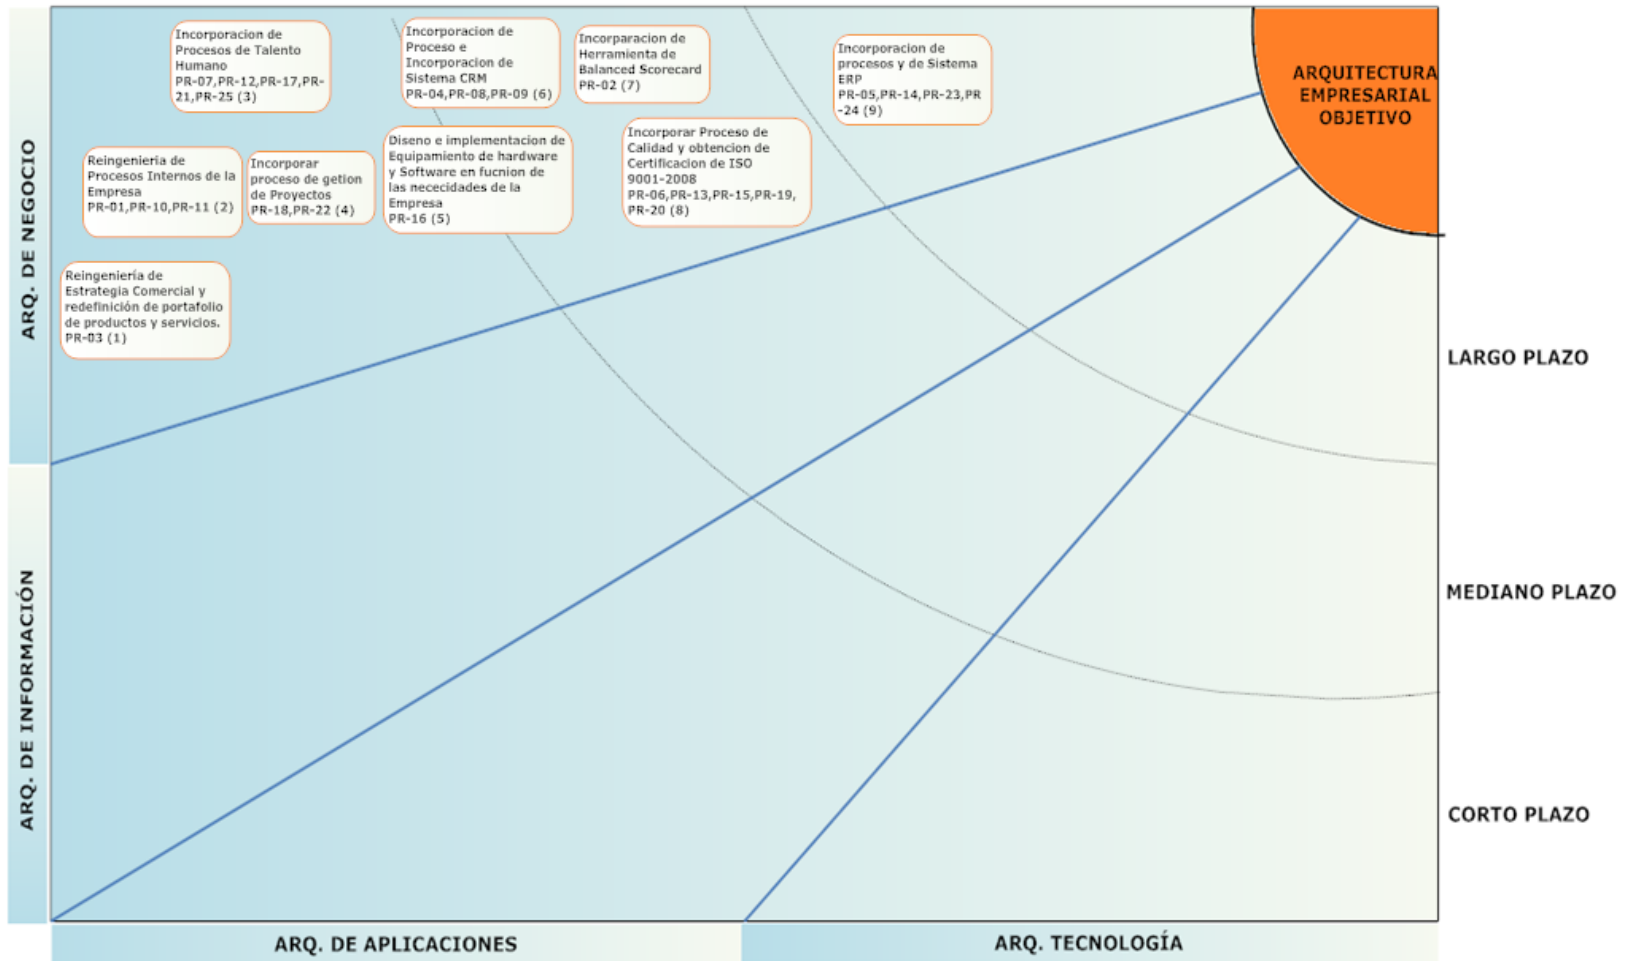 Incorporacion de
Procesos de Talento
Humano
PR-07,PR-12,PR-17,PR-
21,PR-25 (3)
Incorporacion de
Proceso e
Incorporacion de
Sistema CRM
PR-04,PR-08,PR-09 (6)
Incorparacion de
Herramienta de
Balanced Scorecard
PR-02 (7)
Incorporacion de
procesos y de Sistema
ERP
PR-05,PR-14,PR-23,PR
-24 (9)
ARQUITECTURA
EMPRESARIAL
OBJETIVO
Reingenieria de
Procesos Internos de la
Empresa
PR-01,PR-10,PR-11 (2)
Incorporar
proceso de getion
de Proyectos
PR-18,PR-22 (4)
Diseno e implementacion de
Equipamiento de hardware
y Software en fucnion de
las nececidades de la
Empresa
PR-16 (5)
Incorporar Proceso de
Calidad y obtencion de
Certificacion de ISO
9001-2008
PR-06,PR-13,PR-15,PR-19,
PR-20 (8)
Reingeniería de
Estrategia Comercial y
redefinición de portafolio
de productos y servicios.
PR-03 (1)
ARQ. DE NEGOCIO
ARQ. DE INFORMACIÓN
LARGO PLAZO
MEDIANO PLAZO
CORTO PLAZO
ARQ. DE APLICACIONES
ARQ. TECNOLOGÍA